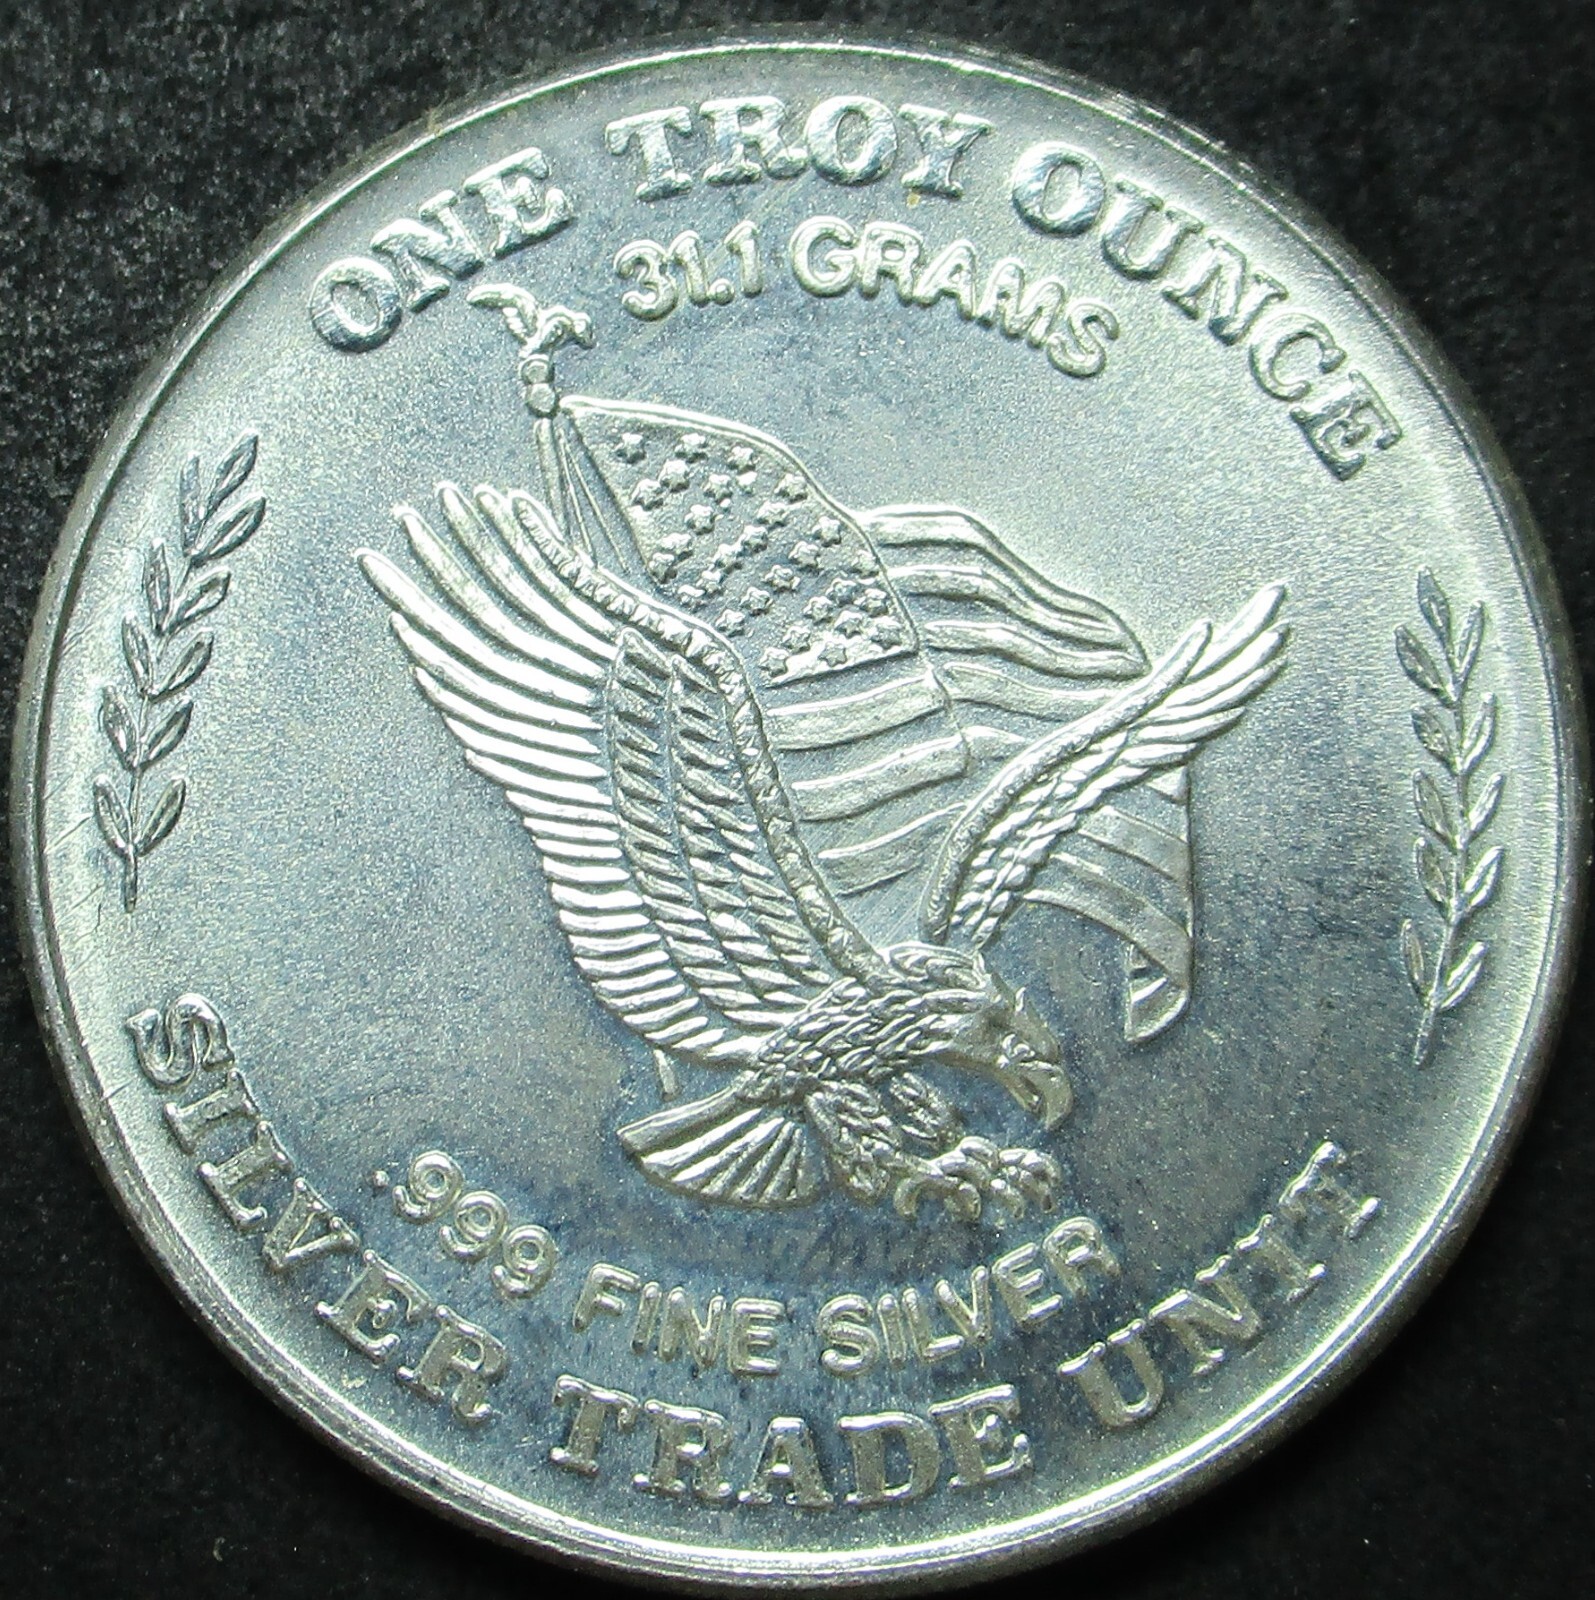 ONE TROY OUNCE
31.1 GRAMS
.999 FINE SILVER
SILVER TRADE UNIT